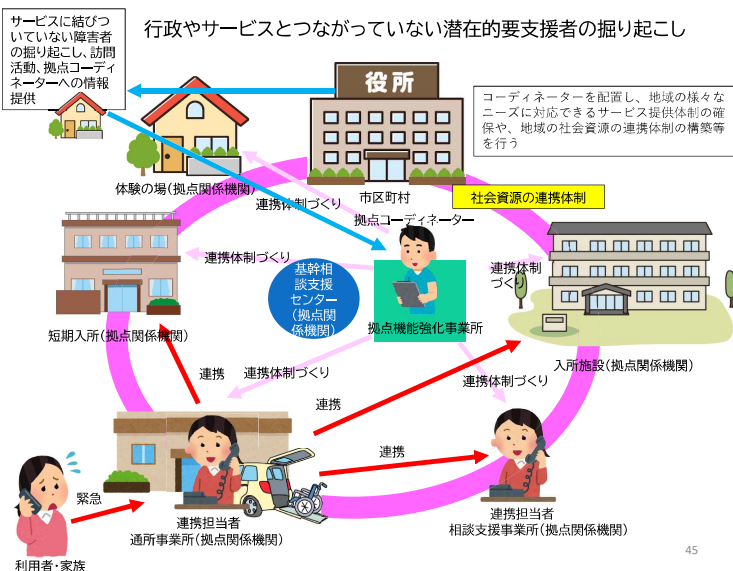 行政やサービスとつながっていない潜在的要支援者の掘り起こし
サービスに結びつ
いていない障害者
の掘り起こし、訪問
活動、拠点コーディ
ネーターへの情報
提供
役所
コーディネーターを配置し、地域の様々な
ニーズに対応できるサービス提供体制の確
保や、地域の社会資源の連携体制の構築等
を行う
体験の場(拠点関係機関)
市区町村
社会資源の連携体制
連携体制づくり
拠点コーディネーター
連携体制づくり
基幹相
談支援
センター
(拠点関
係機関)
連携体制
づくり
拠点機能強化事業所
短期入所(拠点関係機関)
入所施設(拠点関係機関)
連携
連携体制づくり
連携体制づくり
連携
連携
緊急
連携担当者
通所事業所(拠点関係機関)
連携担当者
相談支援事業所(拠点関係機関)
利用者・家族
45